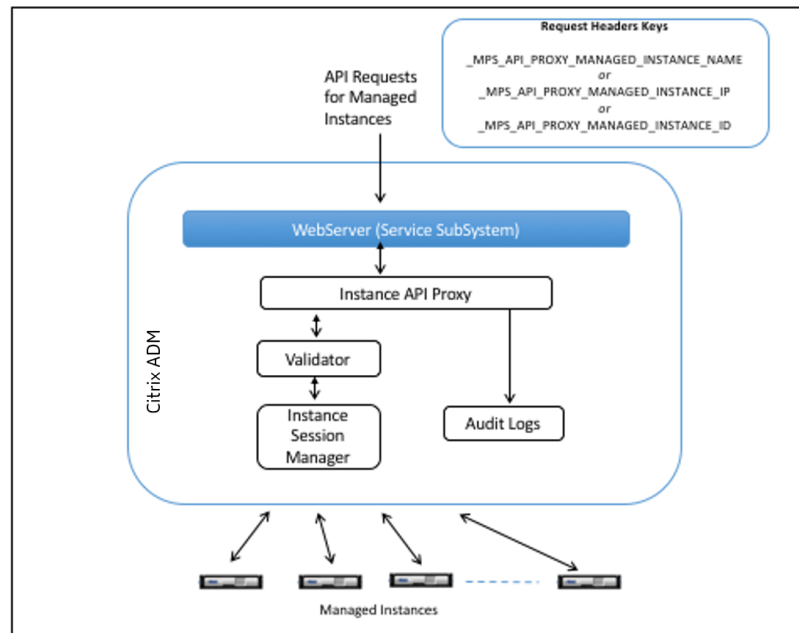 Request Headers Keys
_MPS_API_PROXY_MANAGED_INSTANCE_NAME
or
_MPS_API_PROXY_MANAGED_INSTANCE_IP
or
_MPS_API_PROXY_MANAGED_INSTANCE_ID
API Requests
for Managed
Instances
WebServer (Service SubSystem)
Instance API Proxy
Validator
Instance
Session
Manager
Audit Logs
Citrix ADM
Managed Instances